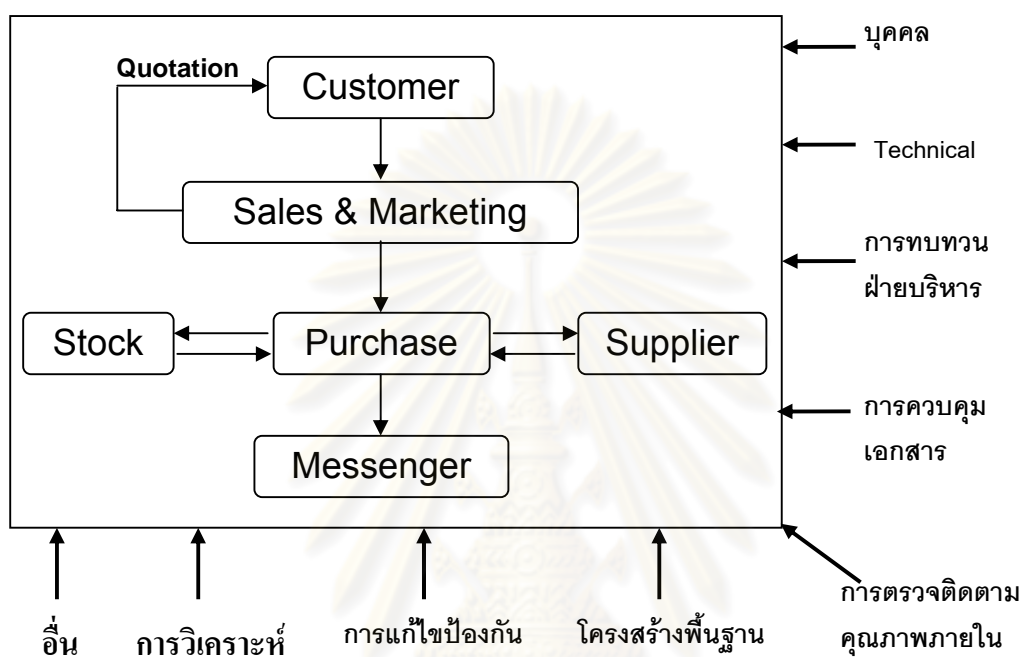 บุคคล
Quotation
Customer
Technical
Sales & Marketing
การทบทวน
ฝ่ายบริหาร
Stock
Purchase
Supplier
การควบคุม
เอกสาร
Messenger
การตรวจติดตาม
คุณภาพภายใน
อื่น
การวิเคราะห์
การแก้ไขป้องกัน
โครงสร้างพื้นฐาน